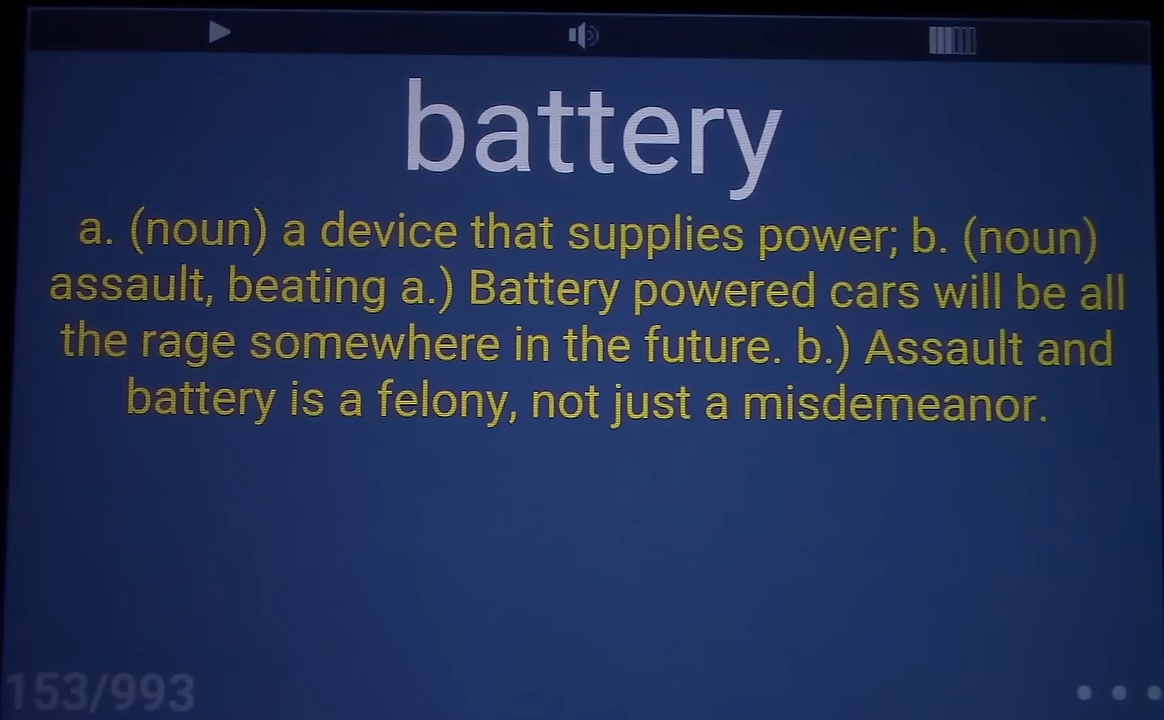 battery
a. (noun) a device that supplies power; b. (noun)
assault, beating a.) Battery powered cars will be all
the rage somewhere in the future. b.) Assault and
battery is a felony, not just a misdemeanor.
153/993